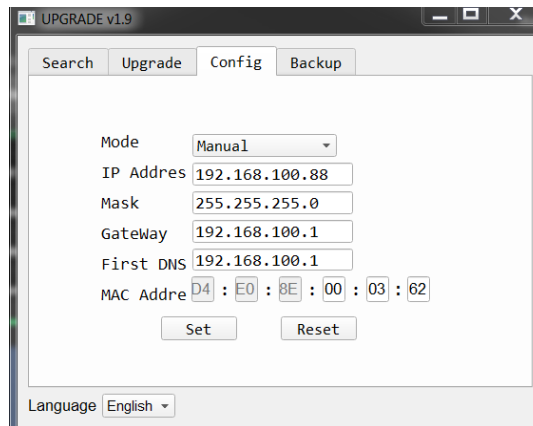 UPGRADE v1.9
Search Upgrade Config Backup
Mode Manual
IP Addres 192.168.100.88
Mask 255.255.255.0
GateWay 192.168.100.1
First DNS 192.168.100.1
MAC Addre D4 : E0 : 8E : 00 : 03 : 62
Set Reset
Language English